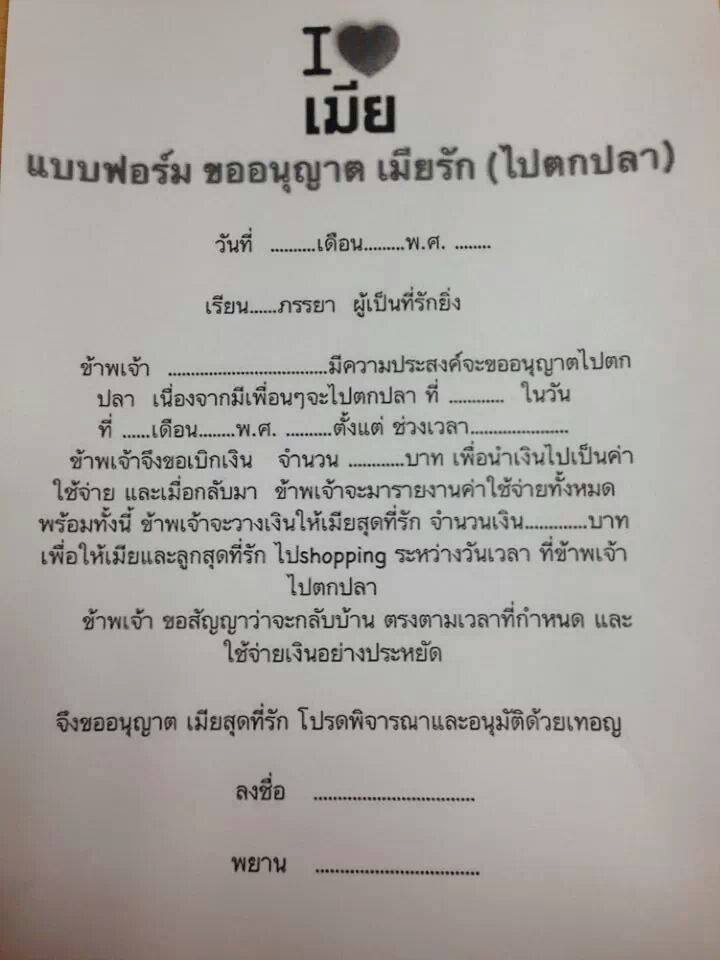 I ❤
เมีย
แบบฟอร์ม ขออนุญาต เมียรัก (ไปตกปลา)
วันที่ ..........เดือน.........พ.ศ. ........
เรียน......ภรรยา ผู้เป็นที่รักยิ่ง
ข้าพเจ้า ...................................มีความประสงค์จะขออนุญาตไปตก
ปลา เนื่องจากมีเพื่อนๆจะไปตกปลา ที่ ............ ในวัน
ที่ ......เดือน........พ.ศ. ..........ตั้งแต่ ช่วงเวลา......................
ข้าพเจ้าจึงขอเบิกเงิน จำนวน ............บาท เพื่อนำเงินไปเป็นค่า
ใช้จ่าย และเมื่อกลับมา ข้าพเจ้าจะมารายงานค่าใช้จ่ายทั้งหมด
พร้อมทั้งนี้ ข้าพเจ้าจะวางเงินให้เมียสุดที่รัก จำนวนเงิน.............บาท
เพื่อให้เมียและลูกสุดที่รัก ไปshopping ระหว่างวันเวลา ที่ข้าพเจ้า
ไปตกปลา
ข้าพเจ้า ขอสัญญาว่าจะกลับบ้าน ตรงตามเวลาที่กำหนด และ
ใช้จ่ายเงินอย่างประหยัด
จึงขออนุญาต เมียสุดที่รัก โปรดพิจารณาและอนุมัติด้วยเทอญ
ลงชื่อ .................................
พยาน .................................